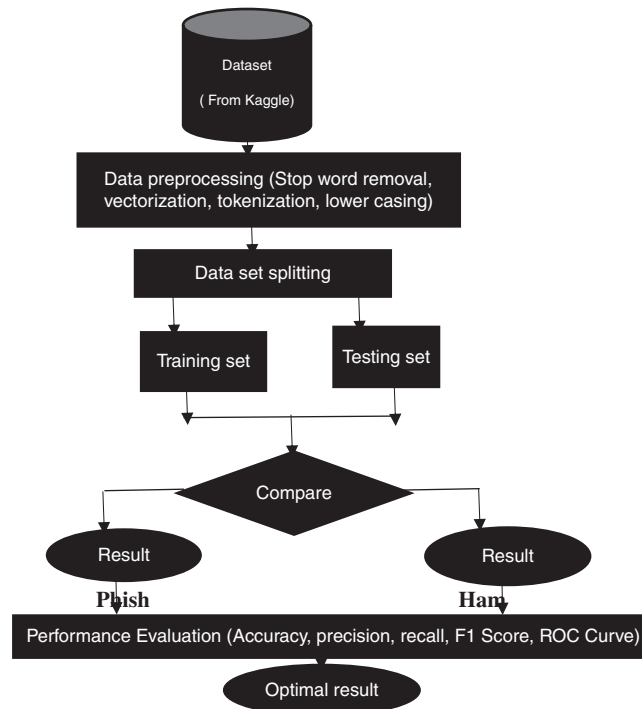 Dataset
( From Kaggle)
Data preprocessing (Stop word removal,
vectorization, tokenization, lower casing)
Data set splitting
Training set
Testing set
Compare
Result
Result
Phish
Ham
Performance Evaluation (Accuracy, precision, recall, F1 Score, ROC Curve)
Optimal result